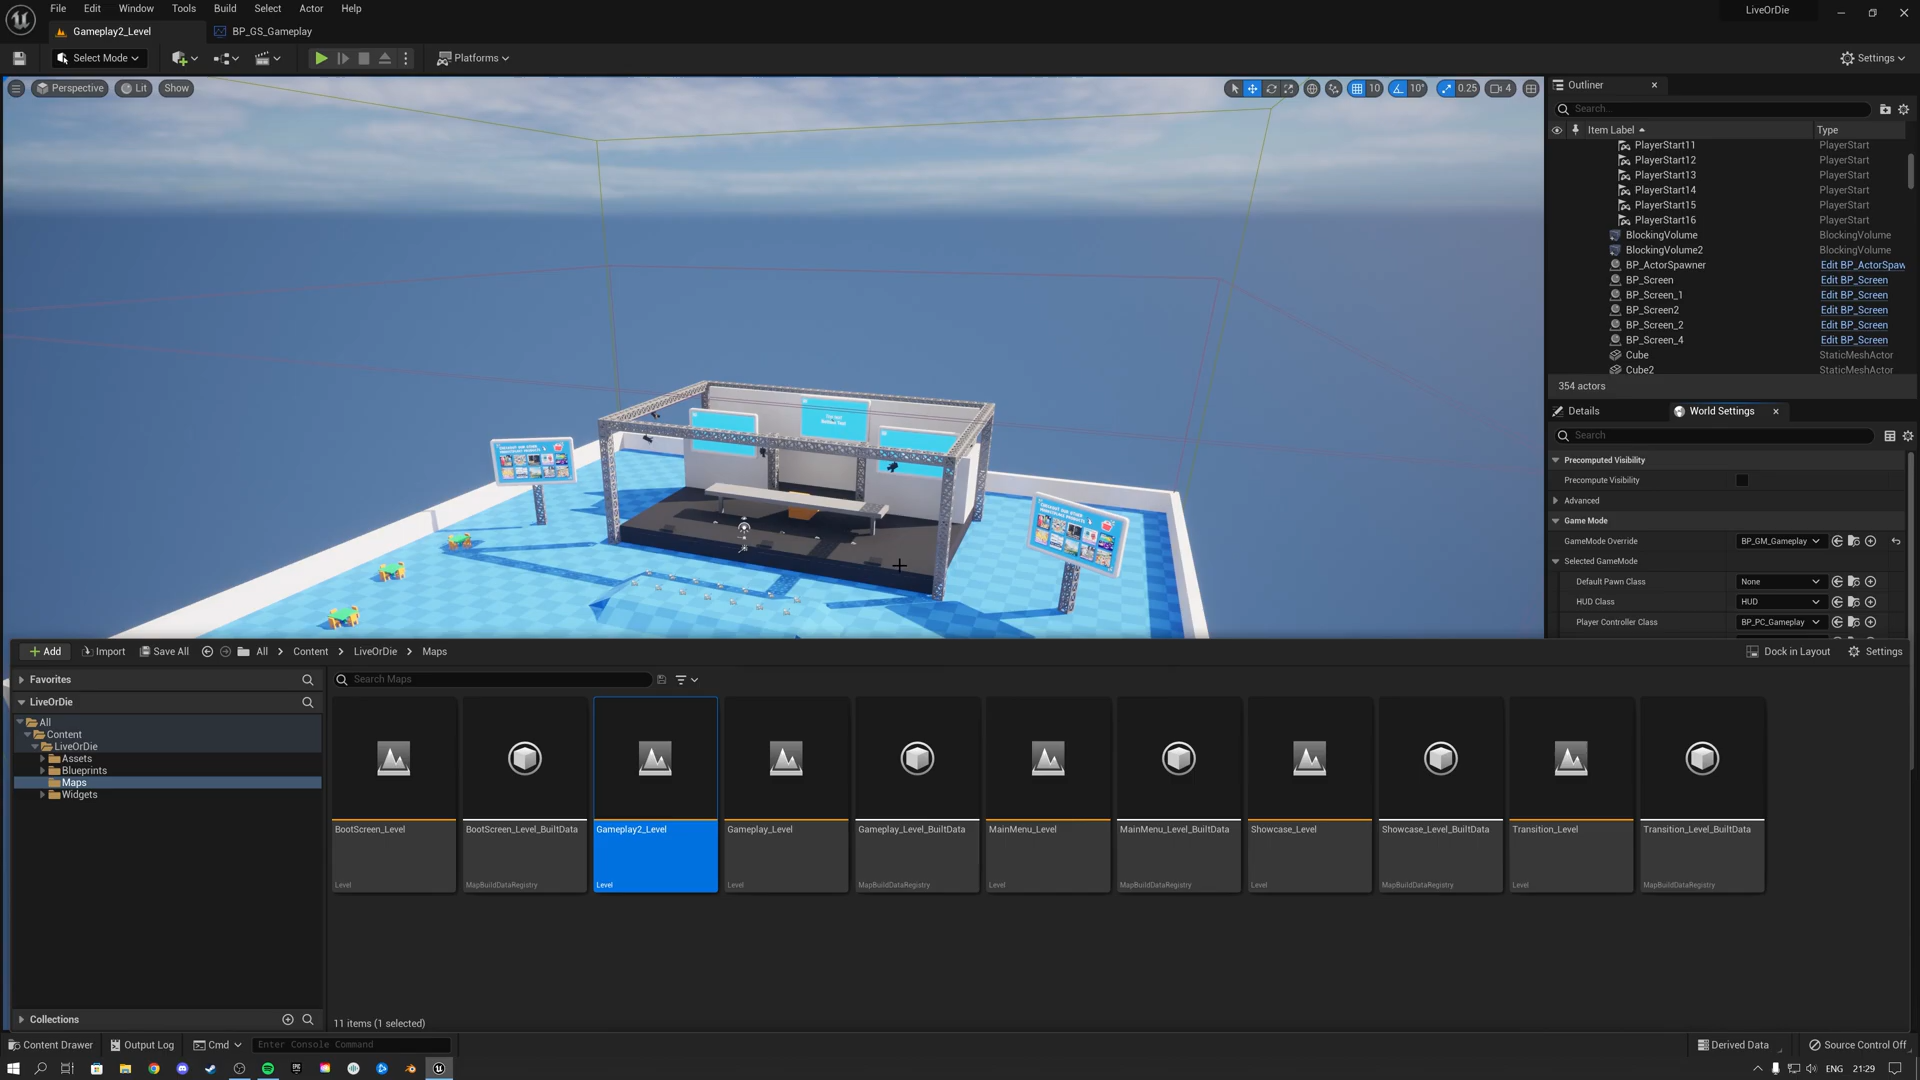 File Edit Window Tools Build Select Actor Help
LiveOrDie
Gameplay2_Level
BP_GS_Gameplay
Select Mode
Platforms
Settings
Perspective
Lit
Show
10
10°
0.25
4
Outliner
Search...
Item Label
Type
PlayerStart11 PlayerStart
PlayerStart12 PlayerStart
PlayerStart13 PlayerStart
PlayerStart14 PlayerStart
PlayerStart15 PlayerStart
PlayerStart16 PlayerStart
BlockingVolume BlockingVolume
BlockingVolume2 BlockingVolume
BP_ActorSpawner Edit BP_ActorSpaw
BP_Screen Edit BP_Screen
BP_Screen_1 Edit BP_Screen
BP_Screen2 Edit BP_Screen
BP_Screen_2 Edit BP_Screen
BP_Screen_4 Edit BP_Screen
Cube StaticMeshActor
Cube2 StaticMeshActor
354 actors
Details
World Settings
Search
Precomputed Visibility
Precompute Visibility
Advanced
Game Mode
GameMode Override BP_GM_Gameplay
Selected GameMode
Default Pawn Class None
HUD Class HUD
Player Controller Class BP_PC_Gameplay
Add
Import
Save All
All
Content
LiveOrDie
Maps
Dock in Layout
Settings
Favorites
LiveOrDie
All
Content
LiveOrDie
Assets
Blueprints
Maps
Widgets
Collections
Search Maps
BootScreen_Level
Level
BootScreen_Level_BuiltData
MapBuildDataRegistry
Gameplay2_Level
Level
Gameplay_Level
Level
Gameplay_Level_BuiltData
MapBuildDataRegistry
MainMenu_Level
Level
MainMenu_Level_BuiltData
MapBuildDataRegistry
Showcase_Level
Level
Showcase_Level_BuiltData
MapBuildDataRegistry
Transition_Level
Level
Transition_Level_BuiltData
MapBuildDataRegistry
11 items (1 selected)
Content Drawer
Output Log
Cmd
Enter Console Command
Derived Data
Source Control Off
ENG
21:29